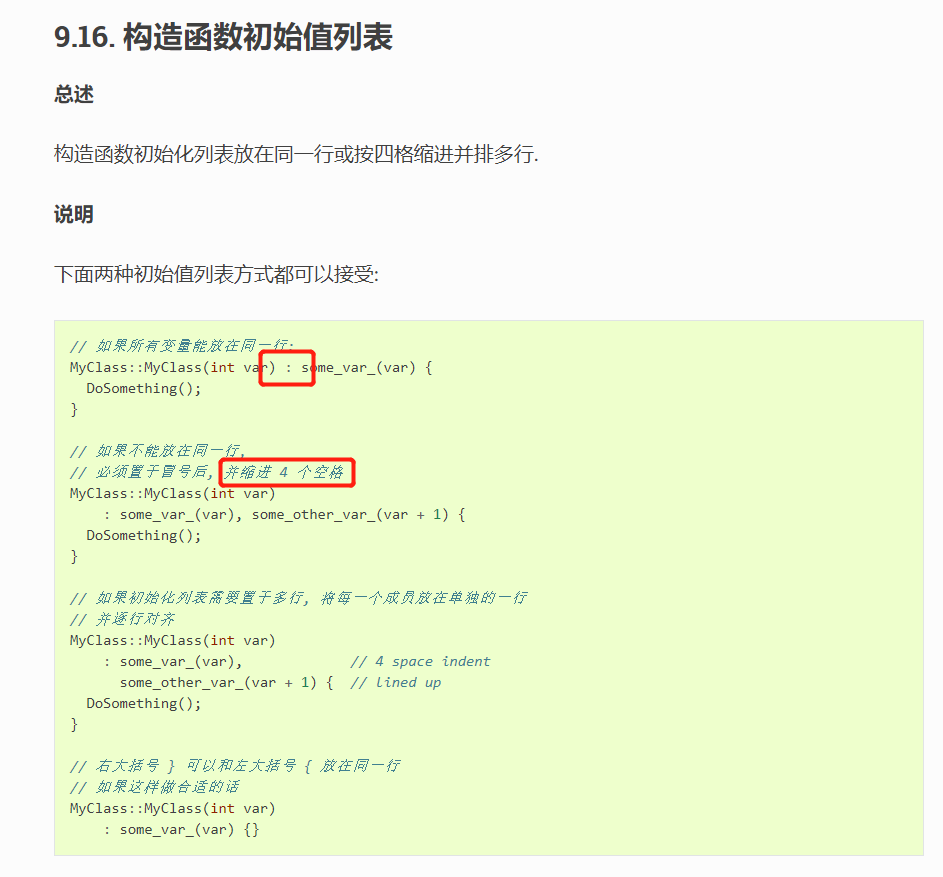 9.16. 构造函数初始值列表
总述
构造函数初始化列表放在同一行或按四格缩进并排多行.
说明
下面两种初始值列表方式都可以接受:
// 如果所有变量能放在同一行:
MyClass::MyClass(int var) : some_var_(var) {
  DoSomething();
}

// 如果不能放在同一行,
// 必须置于冒号后, 并缩进 4 个空格
MyClass::MyClass(int var)
    : some_var_(var), some_other_var_(var + 1) {
  DoSomething();
}

// 如果初始化列表需要置于多行, 将每一个成员放在单独的一行
// 并逐行对齐
MyClass::MyClass(int var)
    : some_var_(var),             // 4 space indent
      some_other_var_(var + 1) {  // lined up
  DoSomething();
}

// 右大括号 } 可以和左大括号 { 放在同一行
// 如果这样做合适的话
MyClass::MyClass(int var)
    : some_var_(var) {}